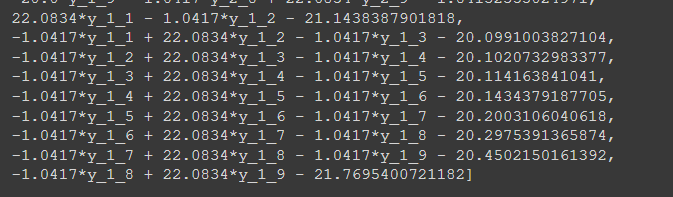 22.0834*y_1_1 - 1.0417*y_1_2 - 21.1438387901818,
-1.0417*y_1_1 + 22.0834*y_1_2 - 1.0417*y_1_3 - 20.0991003827104,
-1.0417*y_1_2 + 22.0834*y_1_3 - 1.0417*y_1_4 - 20.1020732983377,
-1.0417*y_1_3 + 22.0834*y_1_4 - 1.0417*y_1_5 - 20.114163841041,
-1.0417*y_1_4 + 22.0834*y_1_5 - 1.0417*y_1_6 - 20.1434379187705,
-1.0417*y_1_5 + 22.0834*y_1_6 - 1.0417*y_1_7 - 20.2003106040618,
-1.0417*y_1_6 + 22.0834*y_1_7 - 1.0417*y_1_8 - 20.2975391365874,
-1.0417*y_1_7 + 22.0834*y_1_8 - 1.0417*y_1_9 - 20.4502150161392,
-1.0417*y_1_8 + 22.0834*y_1_9 - 21.7695400721182]